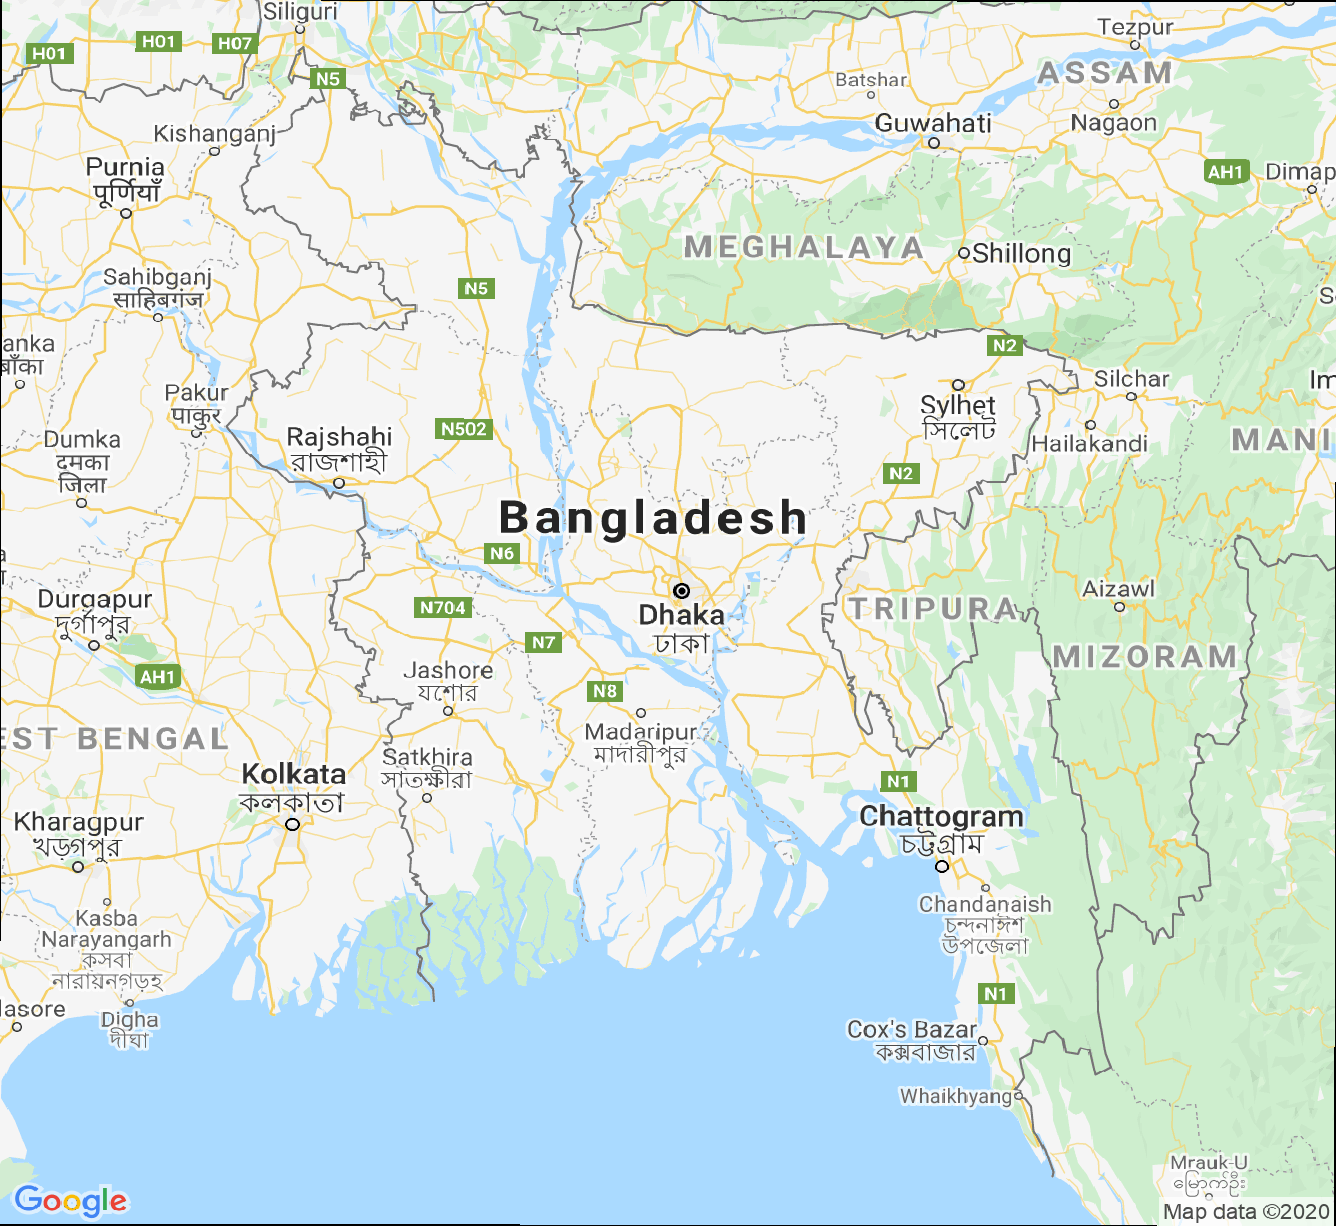 Siliguri
H01
H01
H07
N5
Tezpur
ASSAM
Batshar
Nagaon
Guwahati
Kishanganj
Purnia
पूर्णियाँ
AH1
Dimap
MEGHALAYA
Shillong
Sahibganj
साहिबगंज
N5
anka
बाँका
N2
Pakur
पाकुर
Silchar
Im
Sylhet
সিলেট
Dumka
दुमका
जिला
Rajshahi
রাজশাহী
N502
Hailakandi
MANI
N2
Bangladesh
N6
Durgapur
দুর্গাপুর
N704
Dhaka
ঢাকা
TRIPURA
Aizawl
N7
MIZORAM
AH1
Jashore
যশোর
N8
Madaripur
মাদারীপুর
EST BENGAL
Satkhira
সাতক্ষীরা
Kolkata
কলকাতা
N1
Chattogram
চট্টগ্রাম
Kharagpur
খড়গপুর
Kasba
Narayangarh
কসবা
নারায়নগড়হ
Chandanaish
চন্দনাঈশ
উপজেলা
N1
lasore
Digha
দীঘা
Cox's Bazar
কক্সবাজার
Whaikhyang
Mrauk-U
မြောက်ဦး
Google
Map data ©2020